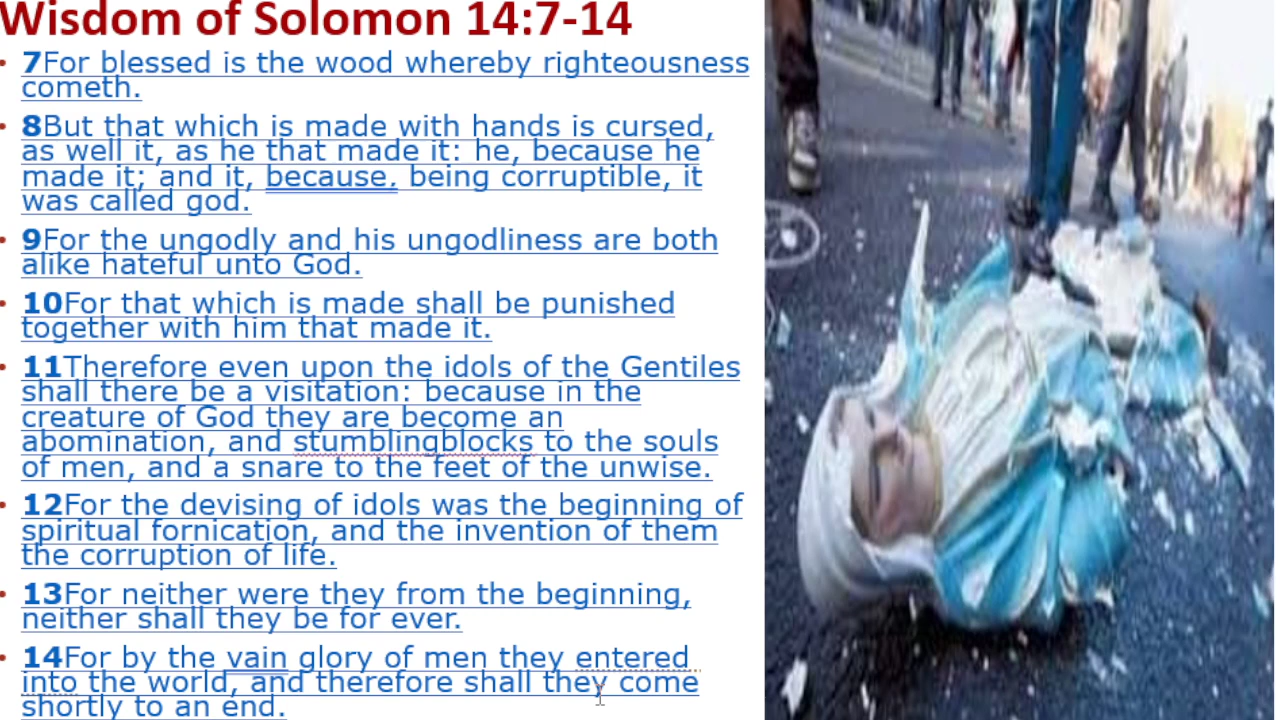 Wisdom of Solomon 14:7-14
7For blessed is the wood whereby righteousness
cometh.
8But that which is made with hands is cursed,
as well it, as he that made it: he, because he
made it; and it, because, being corruptible, it
was called god.
9For the ungodly and his ungodliness are both
alike hateful unto God.
10For that which is made shall be punished
together with him that made it.
11Therefore even upon the idols of the Gentiles
shall there be a visitation: because in the
creature of God they are become an
abomination, and stumblingblocks to the souls
of men, and a snare to the feet of the unwise.
12For the devising of idols was the beginning of
spiritual fornication, and the invention of them
the corruption of life.
13For neither were they from the beginning,
neither shall they be for ever.
14For by the vain glory of men they entered
into the world, and therefore shall they come
shortly to an end.